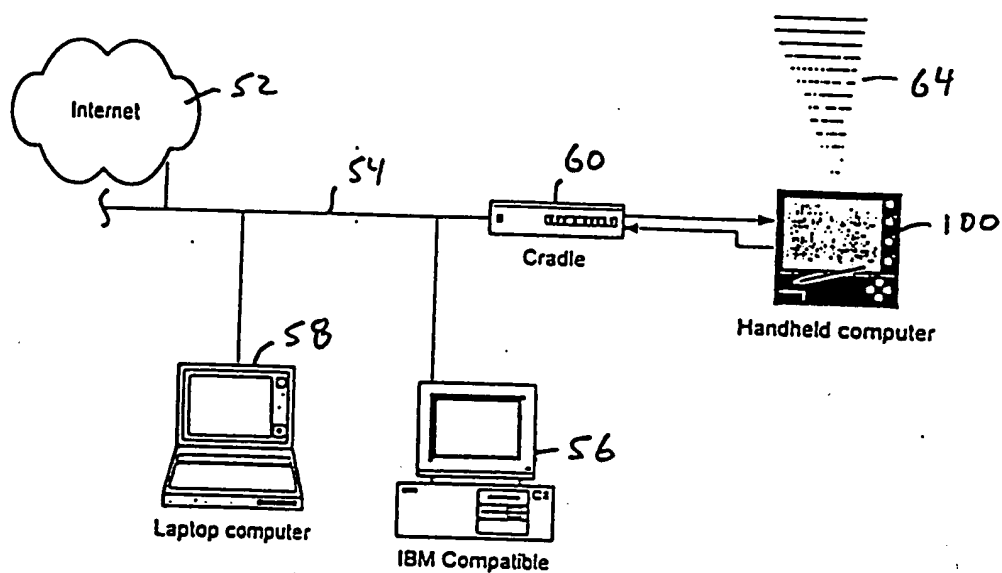 Internet
52
64
54
60
100
Cradle
Handheld computer
58
56
Laptop computer
IBM Compatible